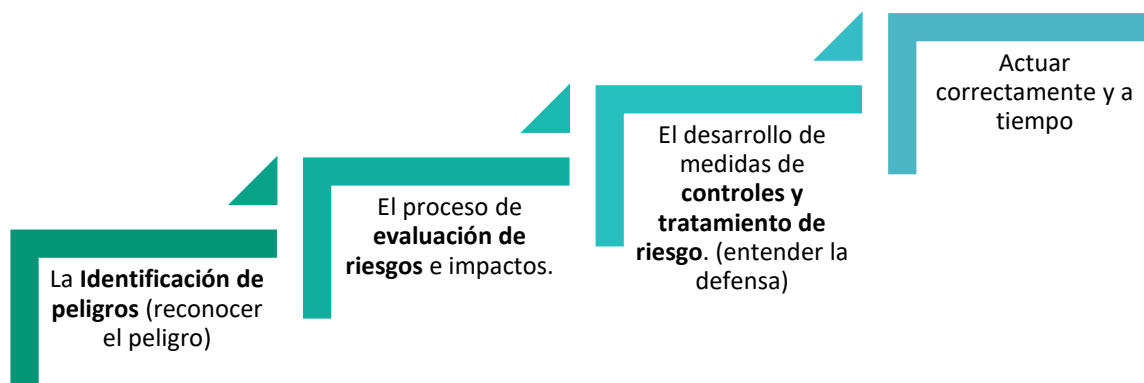 La Identificación de
peligros (reconocer
el peligro)
El proceso de
evaluación de
riesgos e impactos.
El desarrollo de
medidas de
controles y
tratamiento de
riesgo. (entender la
defensa)
Actuar
correctamente y a
tiempo